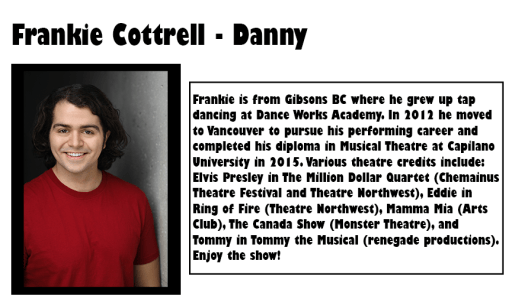 Frankie Cottrell - Danny
Frankie is from Gibsons BC where he grew up tap
dancing at Dance Works Academy. In 2012 he moved
to Vancouver to pursue his performing career and
completed his diploma in Musical Theatre at Capilano
University in 2015. Various theatre credits include:
Elvis Presley in The Million Dollar Quartet (Chemainus
Theatre Festival and Theatre Northwest), Eddie in
Ring of Fire (Theatre Northwest), Mamma Mia (Arts
Club), The Canada Show (Monster Theatre), and
Tommy in Tommy the Musical (renegade productions).
Enjoy the show!